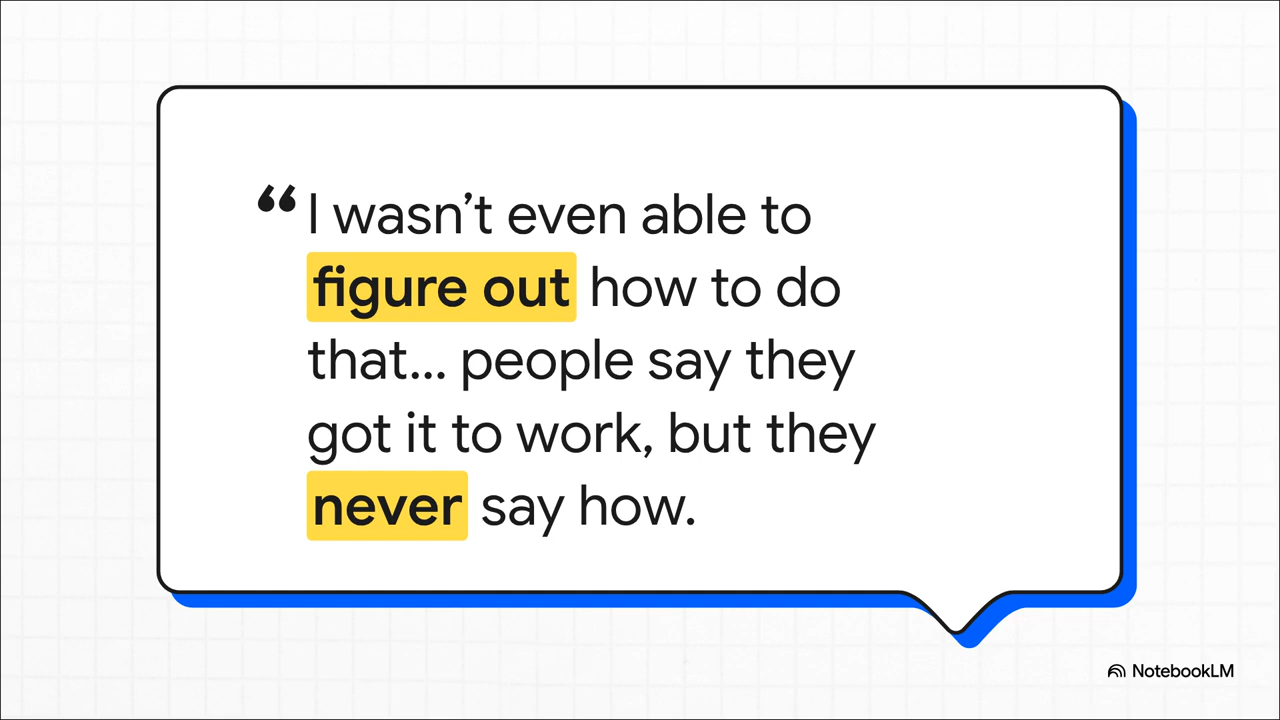 “I wasn’t even able to
figure out how to do
that... people say they
got it to work, but they
never say how.
NotebookLM